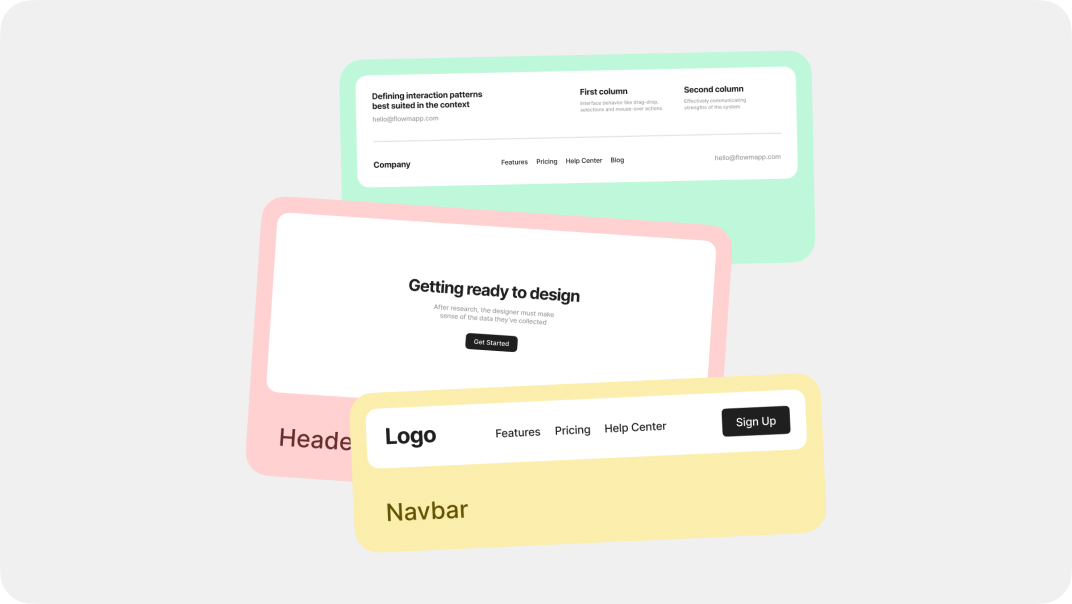 Defining interaction patterns
best suited in the context
hello@flowmapp.com
First column
Interface behavior like drag-drop,
selections and mouse-over actions
Second column
Effectively communicating
strengths of the system
Company
Features Pricing Help Center Blog
hello@flowmapp.com
Getting ready to design
After research, the designer must make
sense of the data they've collected
Get Started
Heade
Logo
Features Pricing Help Center
Sign Up
Navbar